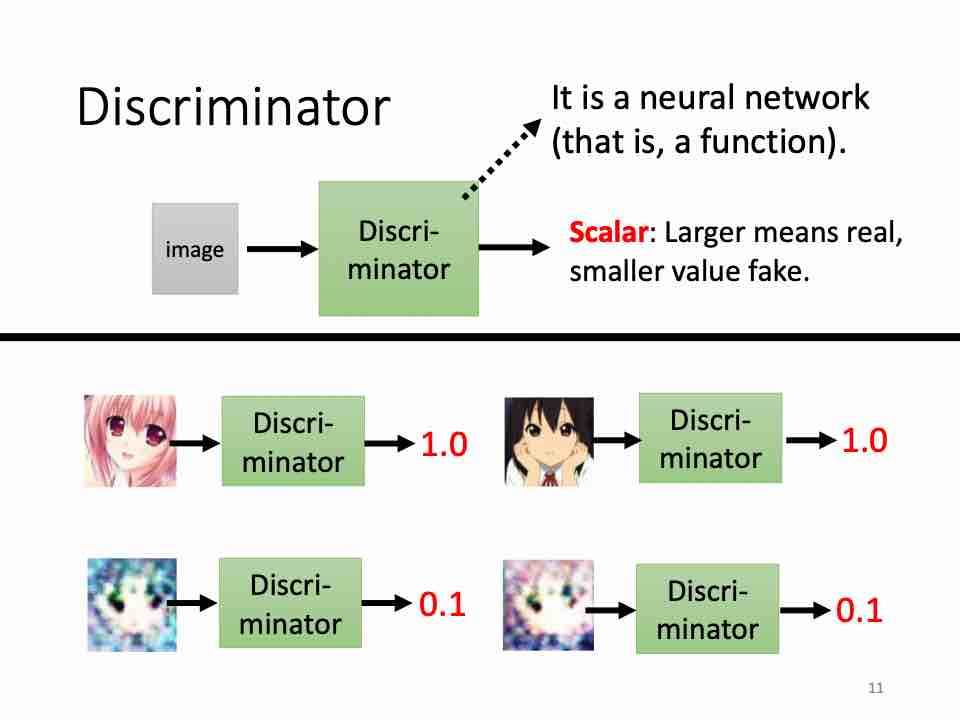 Discriminator
It is a neural network
(that is, a function).
image
Discri-
minator
Scalar: Larger means real,
smaller value fake.
Discri-
minator
1.0
Discri-
minator
1.0
Discri-
minator
0.1
Discri-
minator
0.1
11